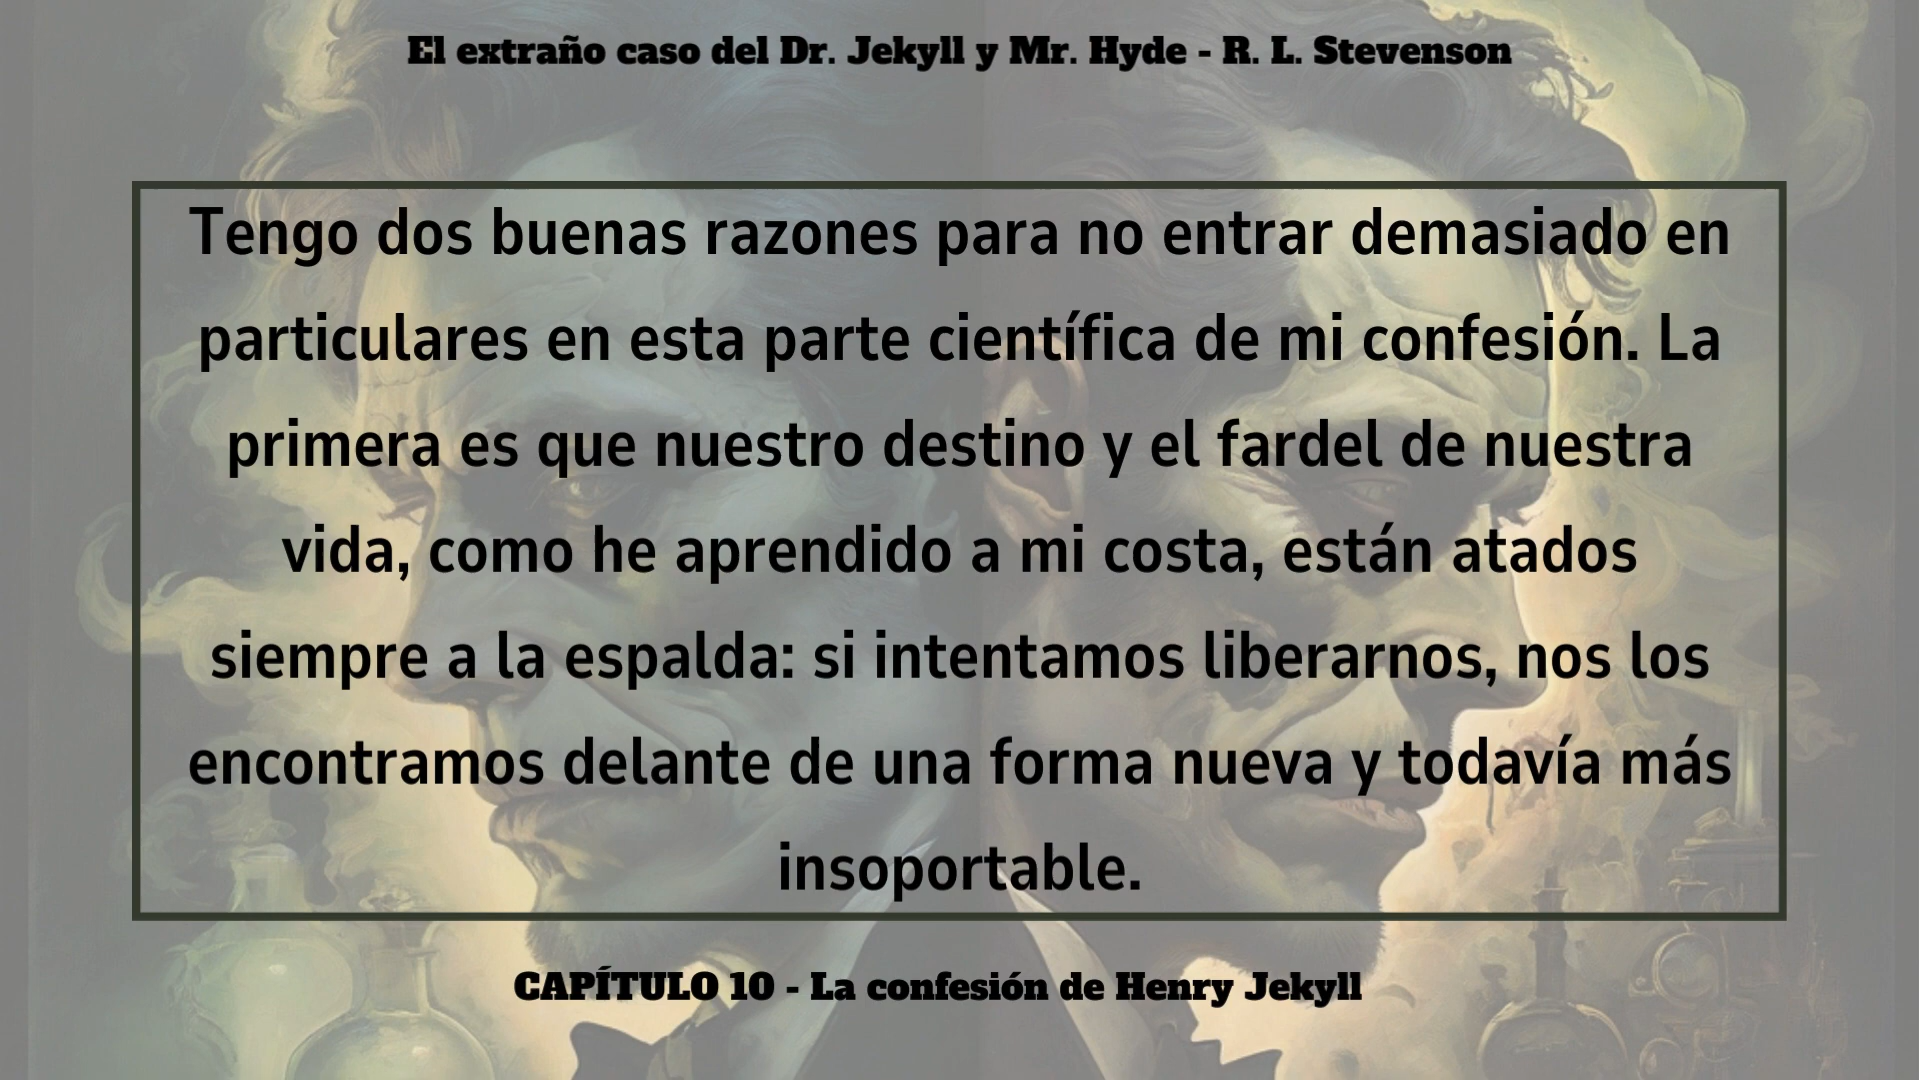 El extraño caso del Dr. Jekyll y Mr. Hyde - R. L. Stevenson
Tengo dos buenas razones para no entrar demasiado en
particulares en esta parte científica de mi confesión. La
primera es que nuestro destino y el fardel de nuestra
vida, como he aprendido a mi costa, están atados
siempre a la espalda: si intentamos liberarnos, nos los
encontramos delante de una forma nueva y todavía más
insoportable.
CAPÍTULO 10 - La confesión de Henry Jekyll